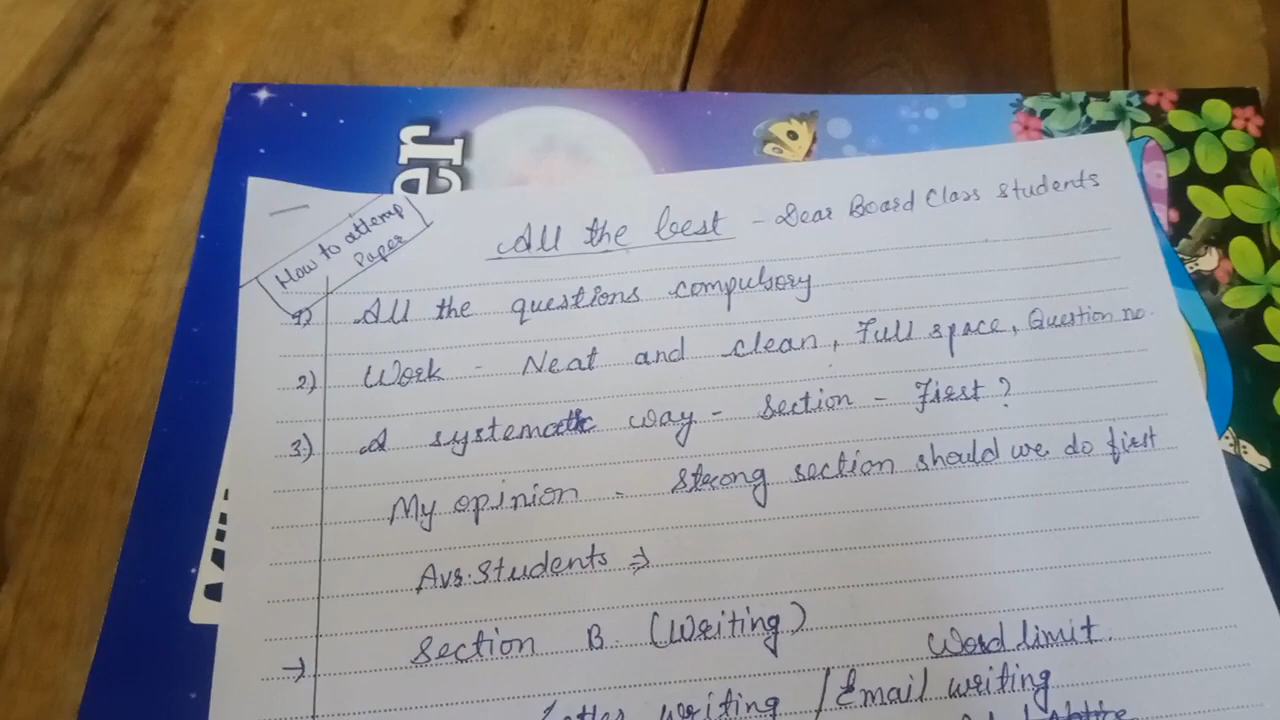 er
How to attemp
Paper
All the best - Dear Board Class students
1) All the questions compulsory
2) Work - Neat and clean, Full space, Question no.
3) A systematic way - Section - First?
My opinion - Strong section should we do first
Avg. Students ⇒
→ Section B (Writing)
Word limit.
Letter writing / Email writing